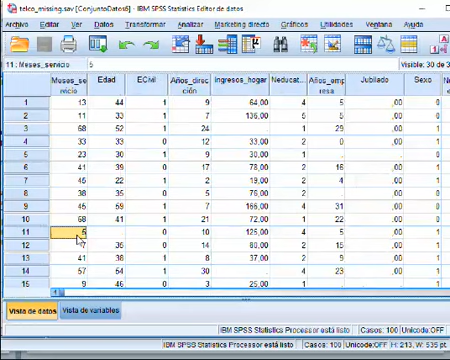 telco_missing.sav [ConjuntoDatos6] - IBM SPSS Statistics Editor de datos
Archivo Editar Ver Datos Transformar Analizar Marketing directo Gráficos Utilidades Ventana Ayuda
11 : Meses_servicio 5 Visible: 30 de 3
Meses_servicio Edad ECivil Años_dirección Ingresos_hogar Neducat... Años_empresa Jubilado Sexo
1 13 44 1 9 64,00 4 5 ,00 0
2 11 33 1 7 136,00 5 5 ,00 0
3 68 52 1 24 . 1 29 ,00 1
4 33 33 0 12 33,00 2 0 ,00 1
5 23 30 1 9 30,00 1 . . 0
6 41 39 0 17 78,00 2 16 ,00 1
7 45 22 1 2 19,00 2 4 ,00 1
8 38 35 0 5 76,00 2 . ,00 0
9 45 59 1 7 166,00 4 31 ,00 1
10 68 41 1 21 72,00 1 22 ,00 0
11 5 . 0 10 125,00 4 5 ,00 1
12 7 35 0 14 80,00 2 15 ,00 1
13 41 38 1 8 37,00 2 9 ,00 1
14 57 54 1 30 . 4 23 ,00 1
15 9 46 0 3 25,00 1 . ,00 1
Vista de datos Vista de variables
IBM SPSS Statistics Processor está listo Casos: 100 Unicode:OFF
IBM SPSS Statistics Processor está listo Casos: 100 Unicode:OFF H: 213, W: 535 pt.